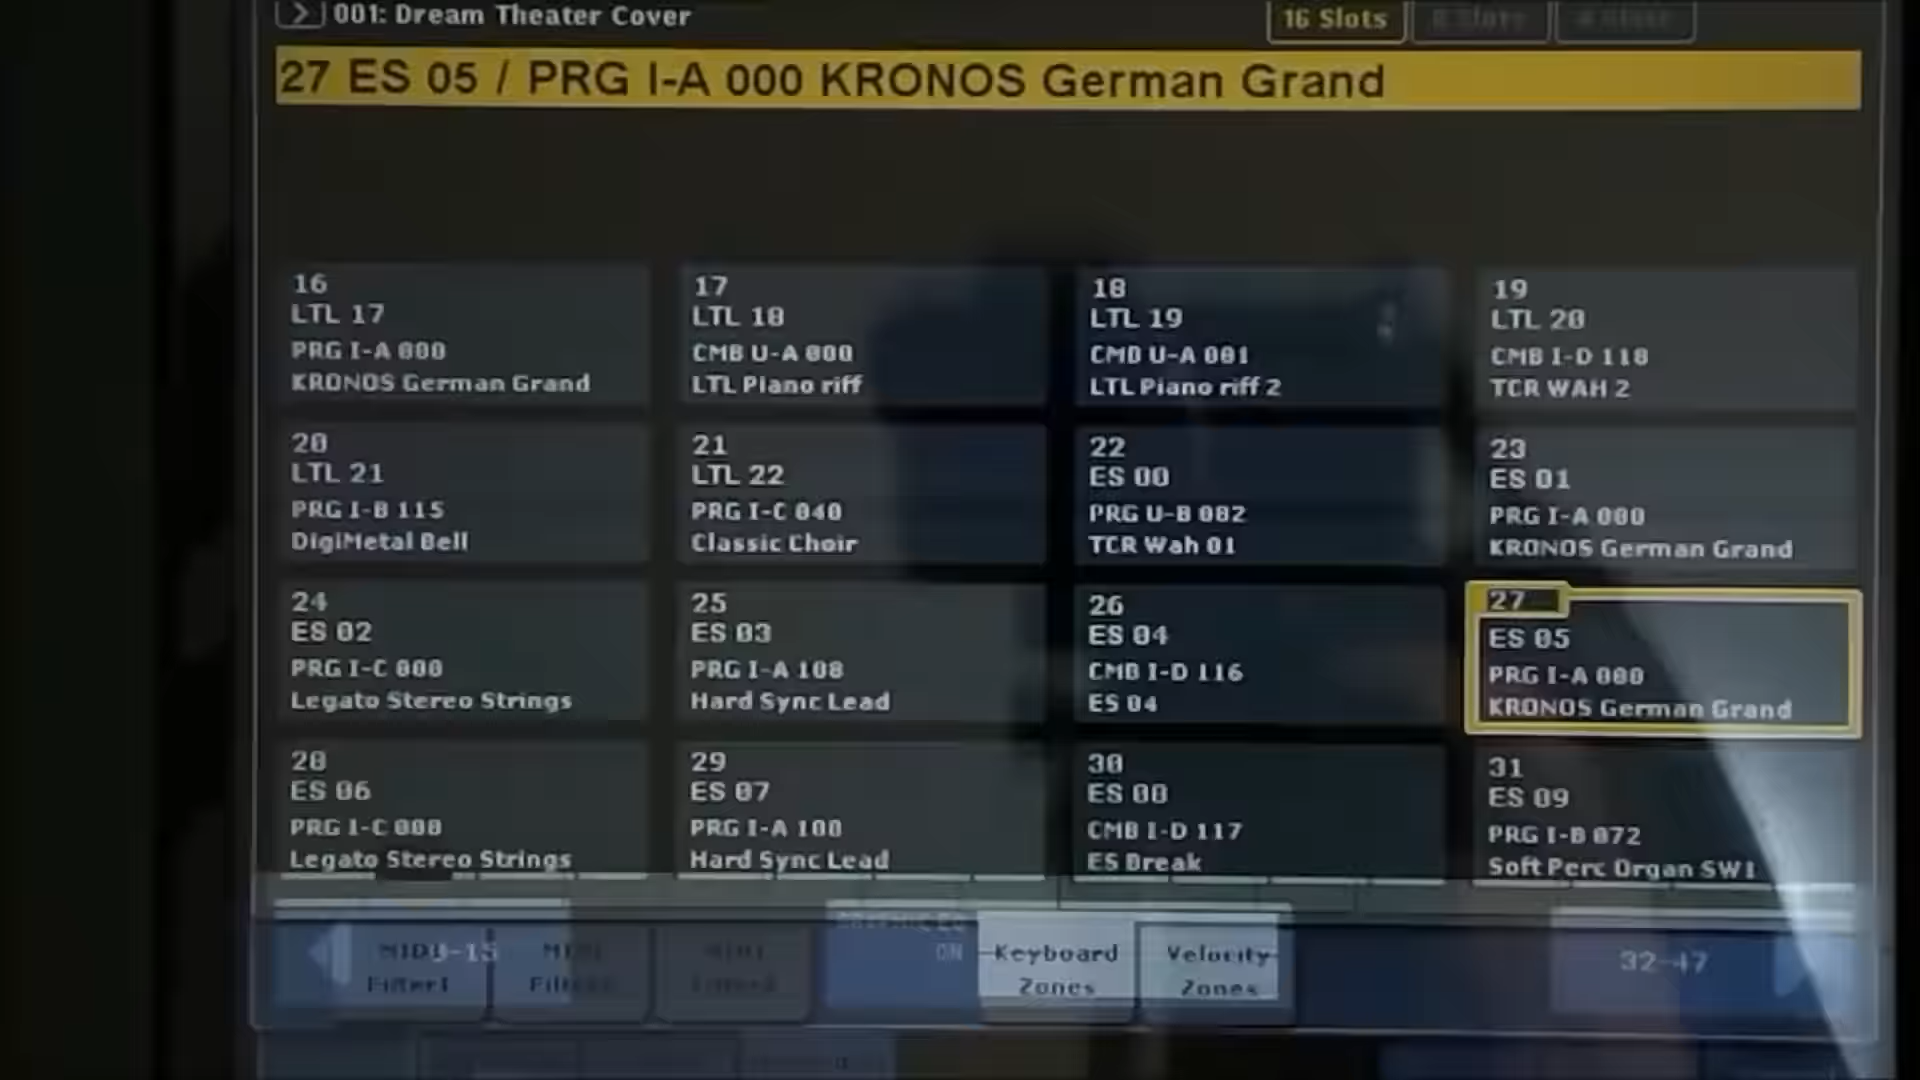 001: Dream Theater Cover
16 Slots
27 ES 05 / PRG I-A 000 KRONOS German Grand
16
LTL 17
PRG I-A 000
KRONOS German Grand
17
LTL 18
CMB U-A 000
LTL Piano riff
18
LTL 19
CMB U-A 001
LTL Piano riff 2
19
LTL 20
CMB I-D 118
TCR WAH 2
20
LTL 21
PRG I-B 115
DigiMetal Bell
21
LTL 22
PRG I-C 040
Classic Choir
22
ES 00
PRG U-B 082
TCR Wah 01
23
ES 01
PRG I-A 000
KRONOS German Grand
24
ES 02
PRG I-C 000
Legato Stereo Strings
25
ES 03
PRG I-A 108
Hard Sync Lead
26
ES 04
CMB I-D 116
ES 04
27
ES 05
PRG I-A 000
KRONOS German Grand
28
ES 06
PRG I-C 000
Legato Stereo Strings
29
ES 07
PRG I-A 108
Hard Sync Lead
30
ES 08
CMB I-D 117
ES Break
31
ES 09
PRG I-B 072
Soft Perc Organ SW1
Filter1
ON
Keyboard
Zones
Velocity
Zones
32-47